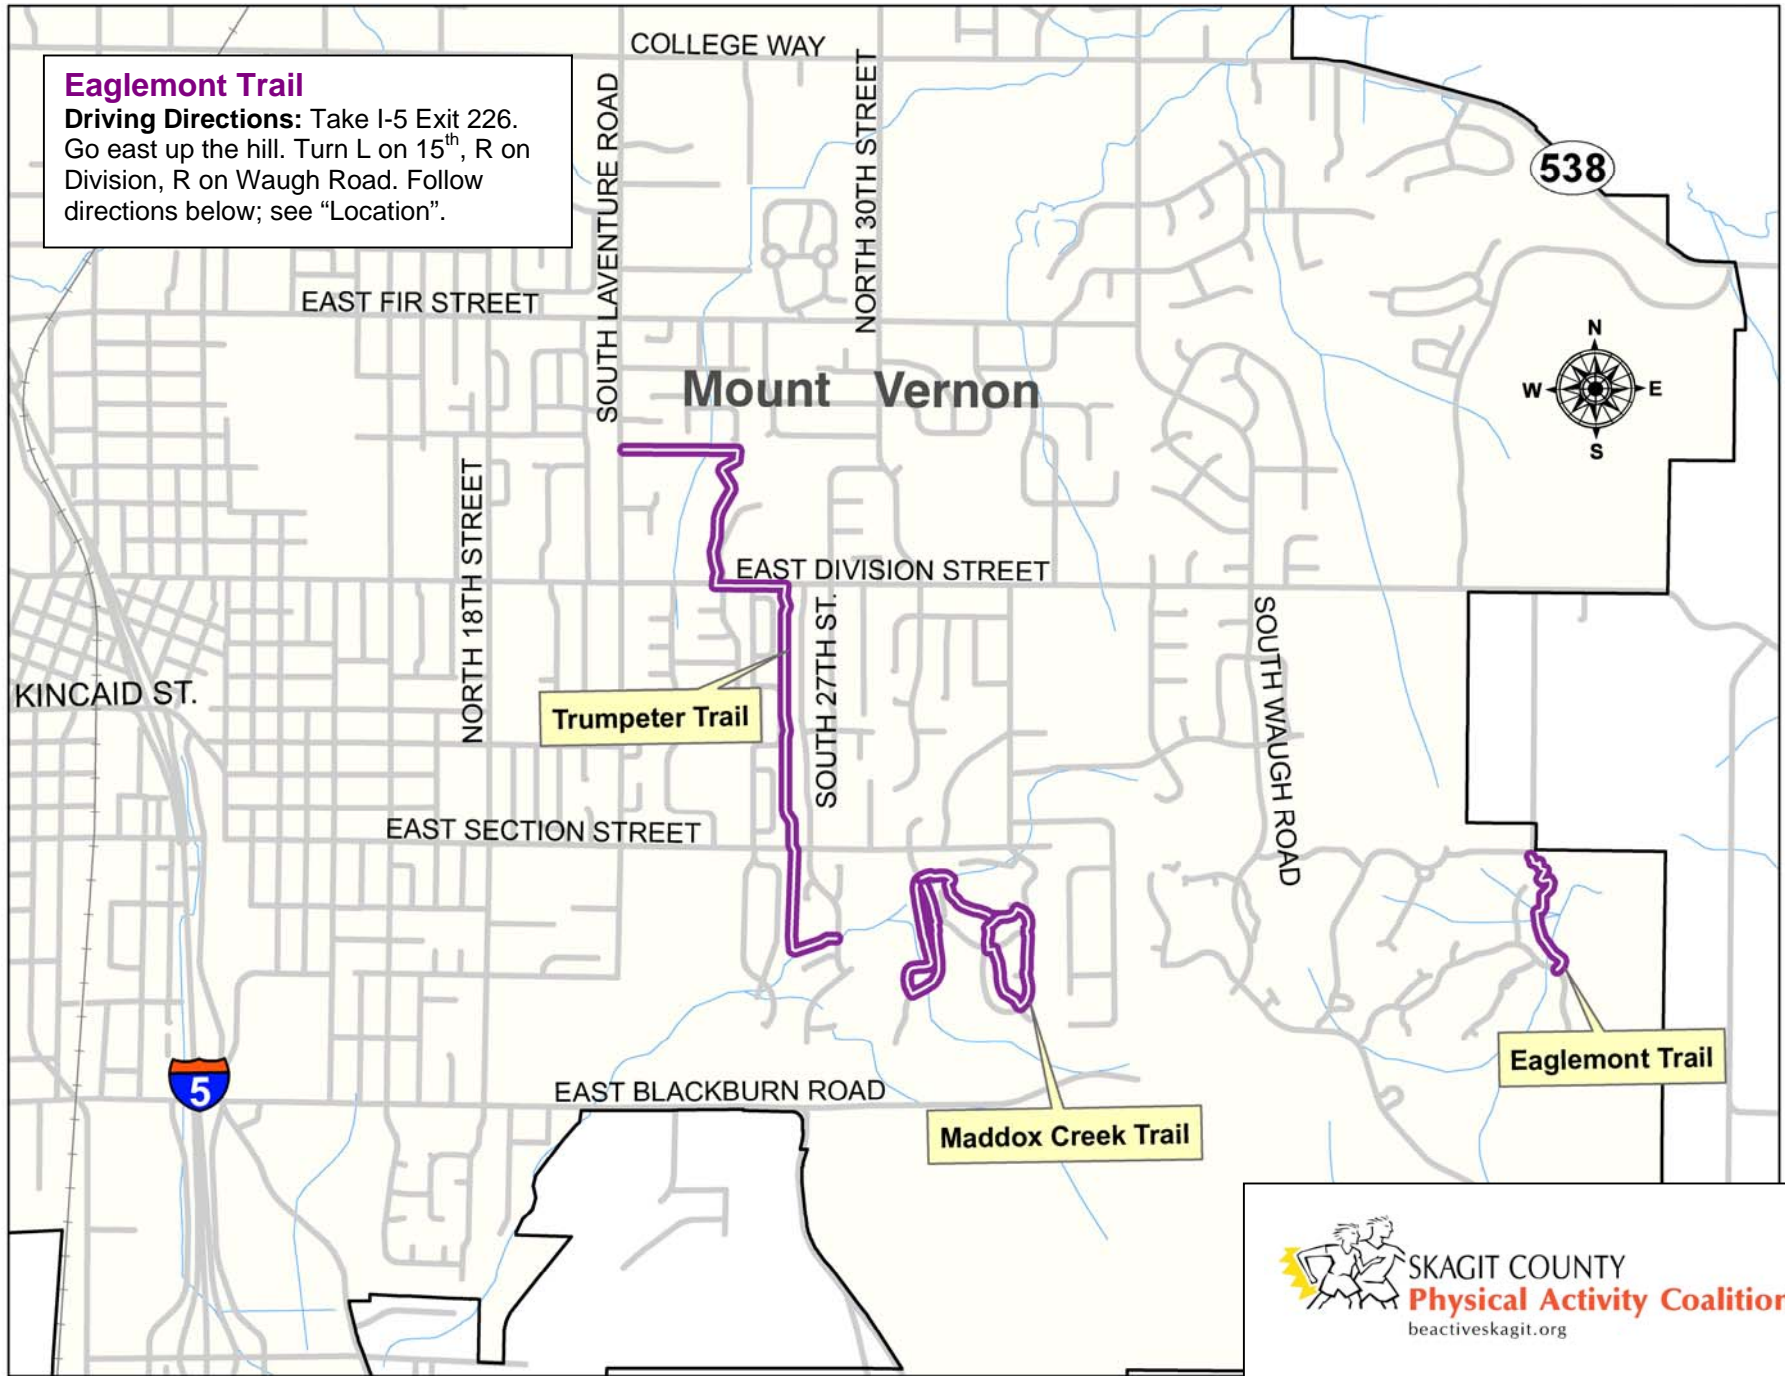 COLLEGE WAY
Eaglemont Trail
Driving Directions: Take I-5 Exit 226.
Go east up the hill. Turn L on 15th, R on
Division, R on Waugh Road. Follow
directions below; see “Location”.
SOUTH LAVENTURE ROAD
NORTH 30TH STREET
538
EAST FIR STREET
N
W E
S
Mount Vernon
NORTH 18TH STREET
EAST DIVISION STREET
SOUTH 27TH ST.
SOUTH WAUGH ROAD
KINCAID ST.
Trumpeter Trail
EAST SECTION STREET
Eaglemont Trail
5
EAST BLACKBURN ROAD
Maddox Creek Trail
SKAGIT COUNTY
Physical Activity Coalition
beactiveskagit.org